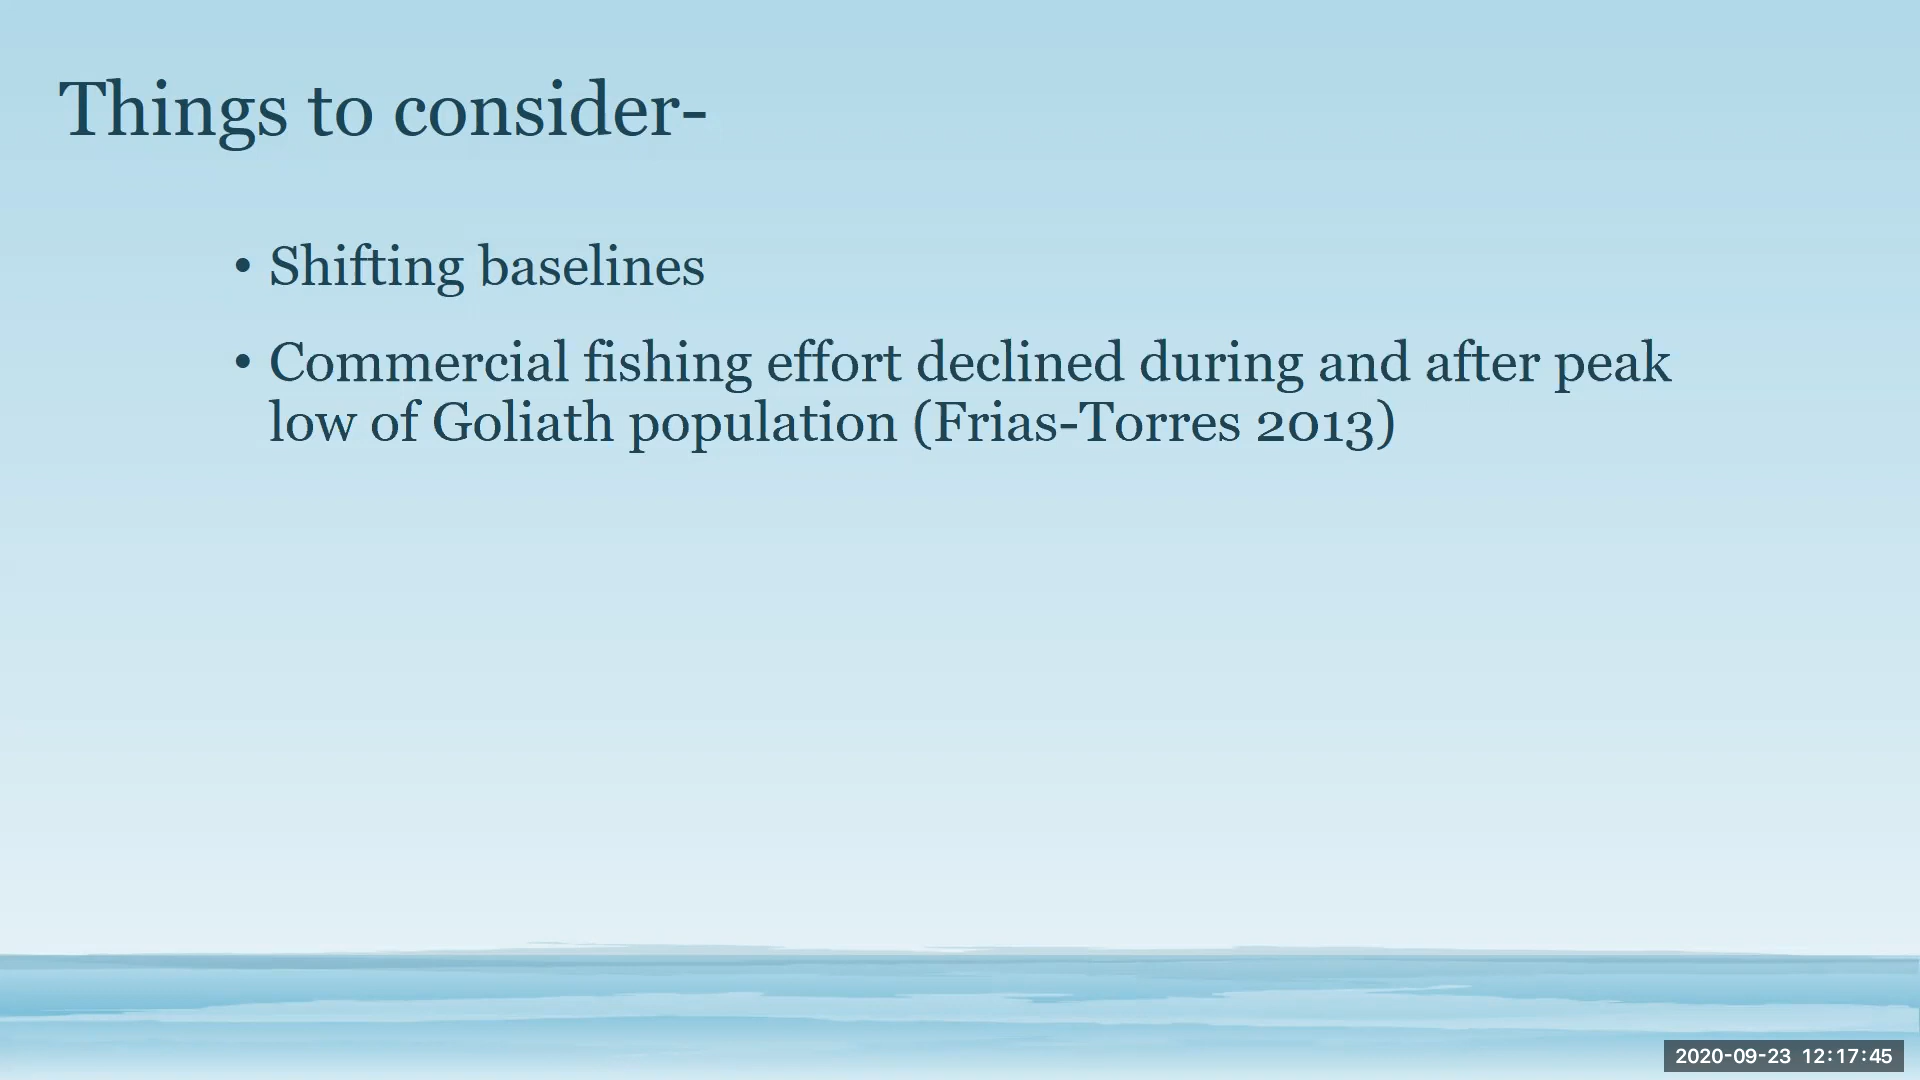 Things to consider-
• Shifting baselines
• Commercial fishing effort declined during and after peak
low of Goliath population (Frias-Torres 2013)
2020-09-23 12:17:45